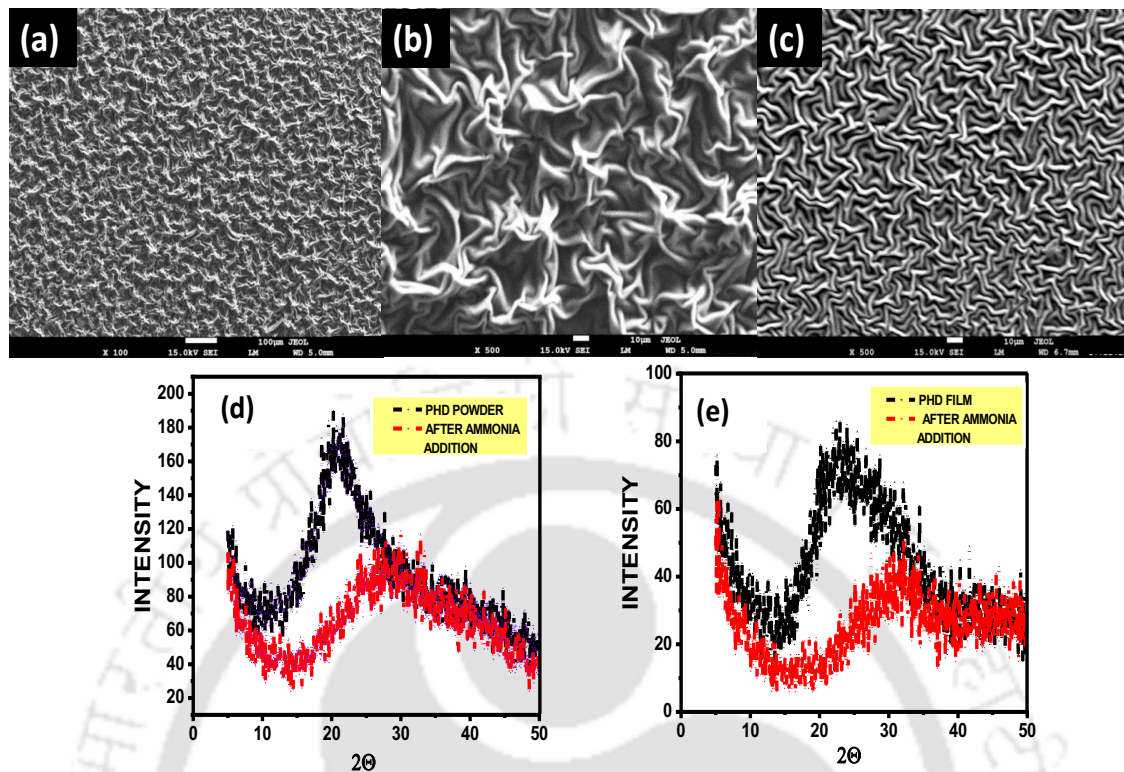 (a)
(b)
(c)
100µm JEOL
X 100 15.0kV SEI LM WD 5.0mm
10µm JEOL
X 500 15.0kV SEI LM WD 5.0mm
10µm JEOL
X 500 15.0kV SEI LM WD 6.7mm
(d)
PHD POWDER
AFTER AMMONIA
ADDITION
INTENSITY
210
200
180
160
140
120
100
80
60
40
20
0 10 20 30 40 50
2Θ
(e)
PHD FILM
AFTER AMMONIA
ADDITION
INTENSITY
100
80
60
40
20
0
0 10 20 30 40 50
2Θ